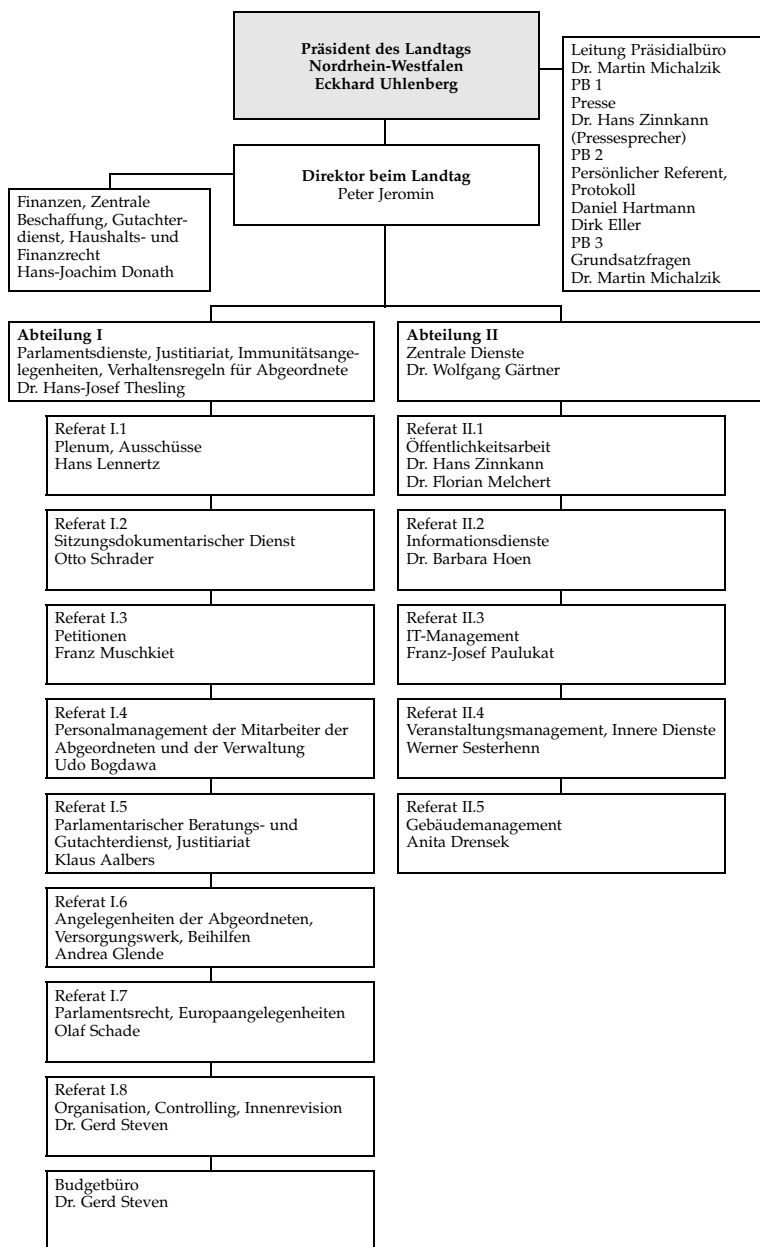 Präsident des Landtags
Nordrhein-Westfalen
Eckhard Uhlenberg
Leitung Präsidialbüro
Dr. Martin Michalzik
PB 1
Presse
Dr. Hans Zinnkann
(Pressesprecher)
PB 2
Persönlicher Referent,
Protokoll
Daniel Hartmann
Dirk Eller
PB 3
Grundsatzfragen
Dr. Martin Michalzik
Direktor beim Landtag
Peter Jeromin
Finanzen, Zentrale
Beschaffung, Gutachter-
dienst, Haushalts- und
Finanzrecht
Hans-Joachim Donath
Abteilung I
Parlamentsdienste, Justitiariat, Immunitätsange-
legenheiten, Verhaltensregeln für Abgeordnete
Dr. Hans-Josef Thesling
Referat I.1
Plenum, Ausschüsse
Hans Lennertz
Referat I.2
Sitzungsdokumentarischer Dienst
Otto Schrader
Referat I.3
Petitionen
Franz Muschkiet
Referat I.4
Personalmanagement der Mitarbeiter der
Abgeordneten und der Verwaltung
Udo Bogdawa
Referat I.5
Parlamentarischer Beratungs- und
Gutachterdienst, Justitiariat
Klaus Aalbers
Referat I.6
Angelegenheiten der Abgeordneten,
Versorgungswerk, Beihilfen
Andrea Glende
Referat I.7
Parlamentsrecht, Europaangelegenheiten
Olaf Schade
Referat I.8
Organisation, Controlling, Innenrevision
Dr. Gerd Steven
Budgetbüro
Dr. Gerd Steven
Abteilung II
Zentrale Dienste
Dr. Wolfgang Gärtner
Referat II.1
Öffentlichkeitsarbeit
Dr. Hans Zinnkann
Dr. Florian Melchert
Referat II.2
Informationsdienste
Dr. Barbara Hoen
Referat II.3
IT-Management
Franz-Josef Paulukat
Referat II.4
Veranstaltungsmanagement, Innere Dienste
Werner Sesterhenn
Referat II.5
Gebäudemanagement
Anita Drensek